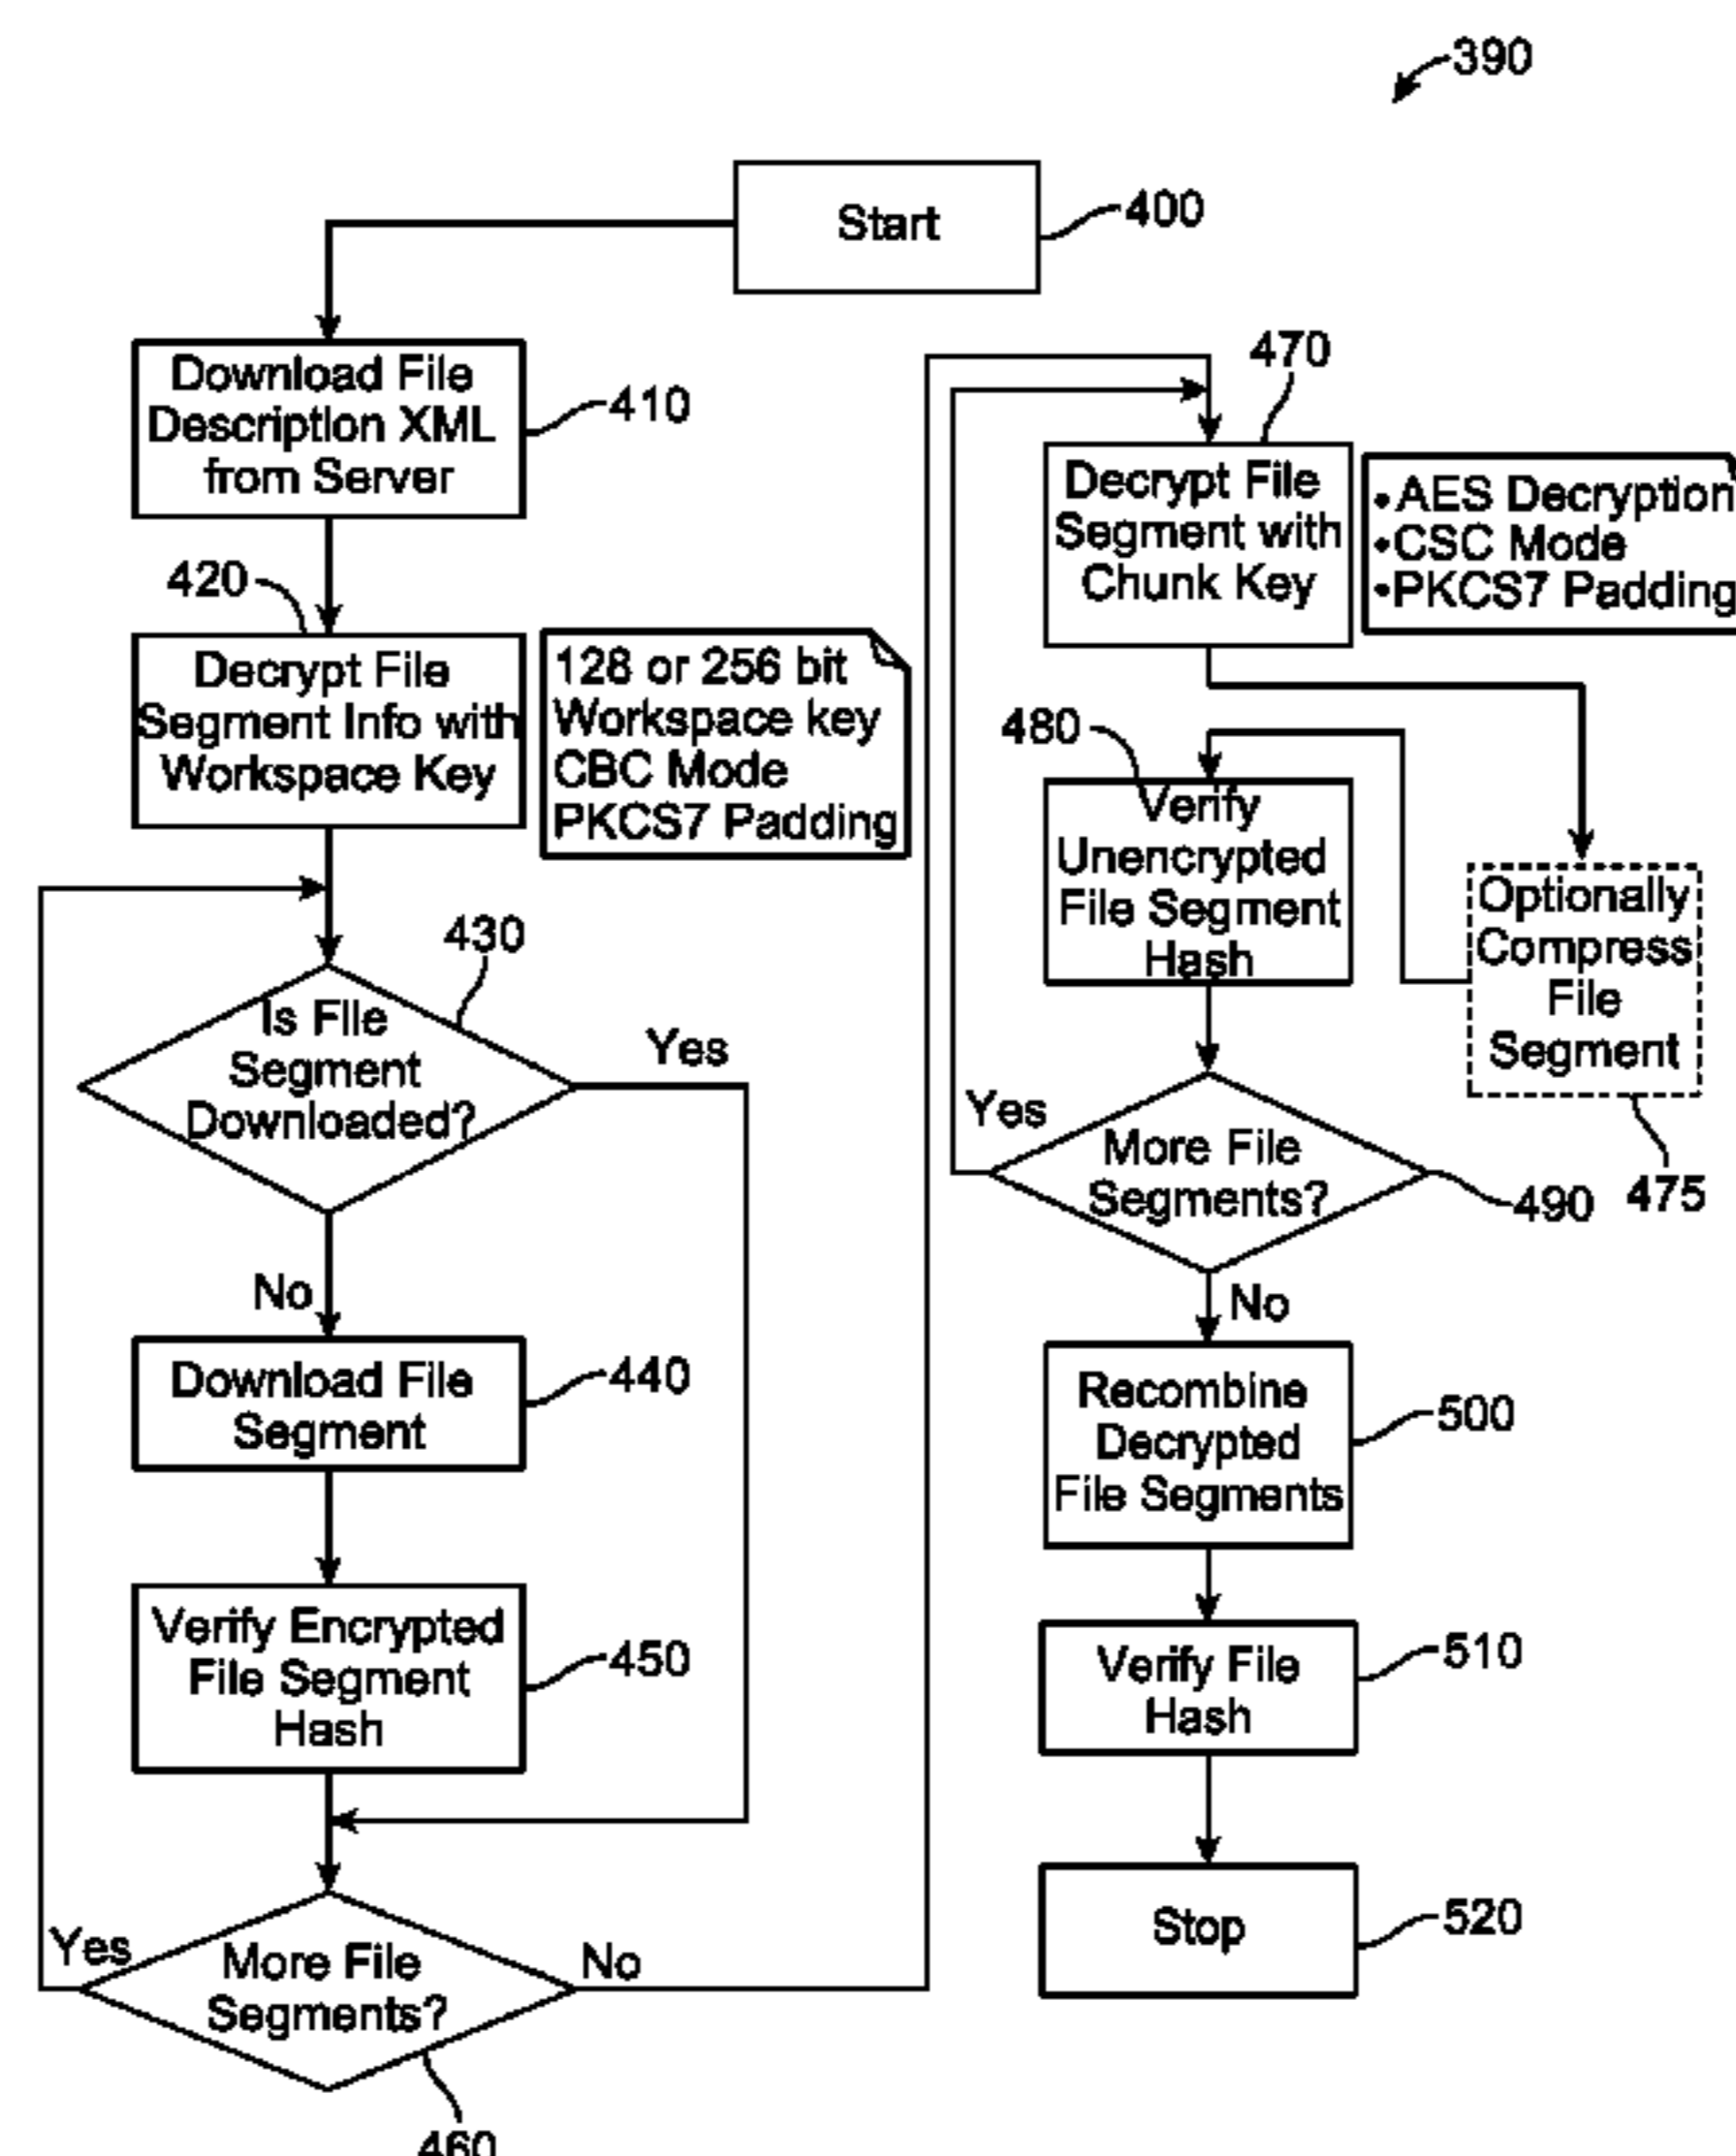 390
Start
400
Download File
Description XML
from Server
410
420
Decrypt File
Segment Info with
Workspace Key
128 or 256 bit
Workspace key
CBC Mode
PKCS7 Padding
430
Is File
Segment
Downloaded?
Yes
No
Download File
Segment
440
Verify Encrypted
File Segment
Hash
450
Yes
More File
Segments?
No
460
470
Decrypt File
Segment with
Chunk Key
•AES Decryption
•CSC Mode
•PKCS7 Padding
480
Verify
Unencrypted
File Segment
Hash
Optionally
Compress
File
Segment
475
Yes
More File
Segments?
490
No
Recombine
Decrypted
File Segments
500
Verify File
Hash
510
Stop
520